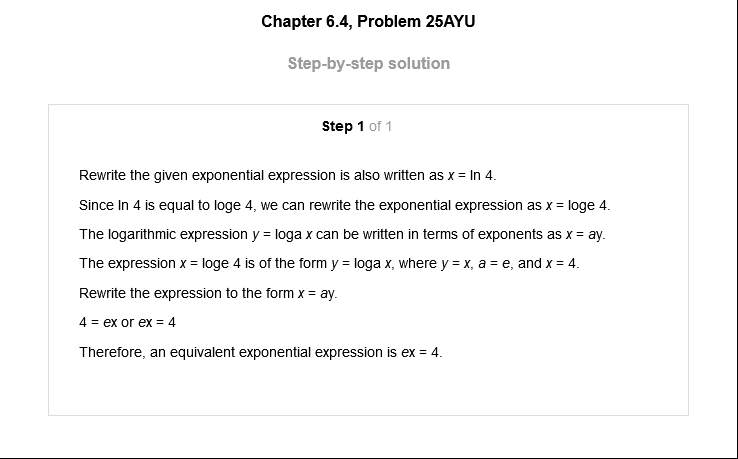 Chapter 6.4, Problem 25AYU
Step-by-step solution
Step 1 of 1
Rewrite the given exponential expression is also written as x = ln 4.
Since ln 4 is equal to loge 4, we can rewrite the exponential expression as x = loge 4.
The logarithmic expression y = loga x can be written in terms of exponents as x = ay.
The expression x = loge 4 is of the form y = loga x, where y = x, a = e, and x = 4.
Rewrite the expression to the form x = ay.
4 = ex or ex = 4
Therefore, an equivalent exponential expression is ex = 4.